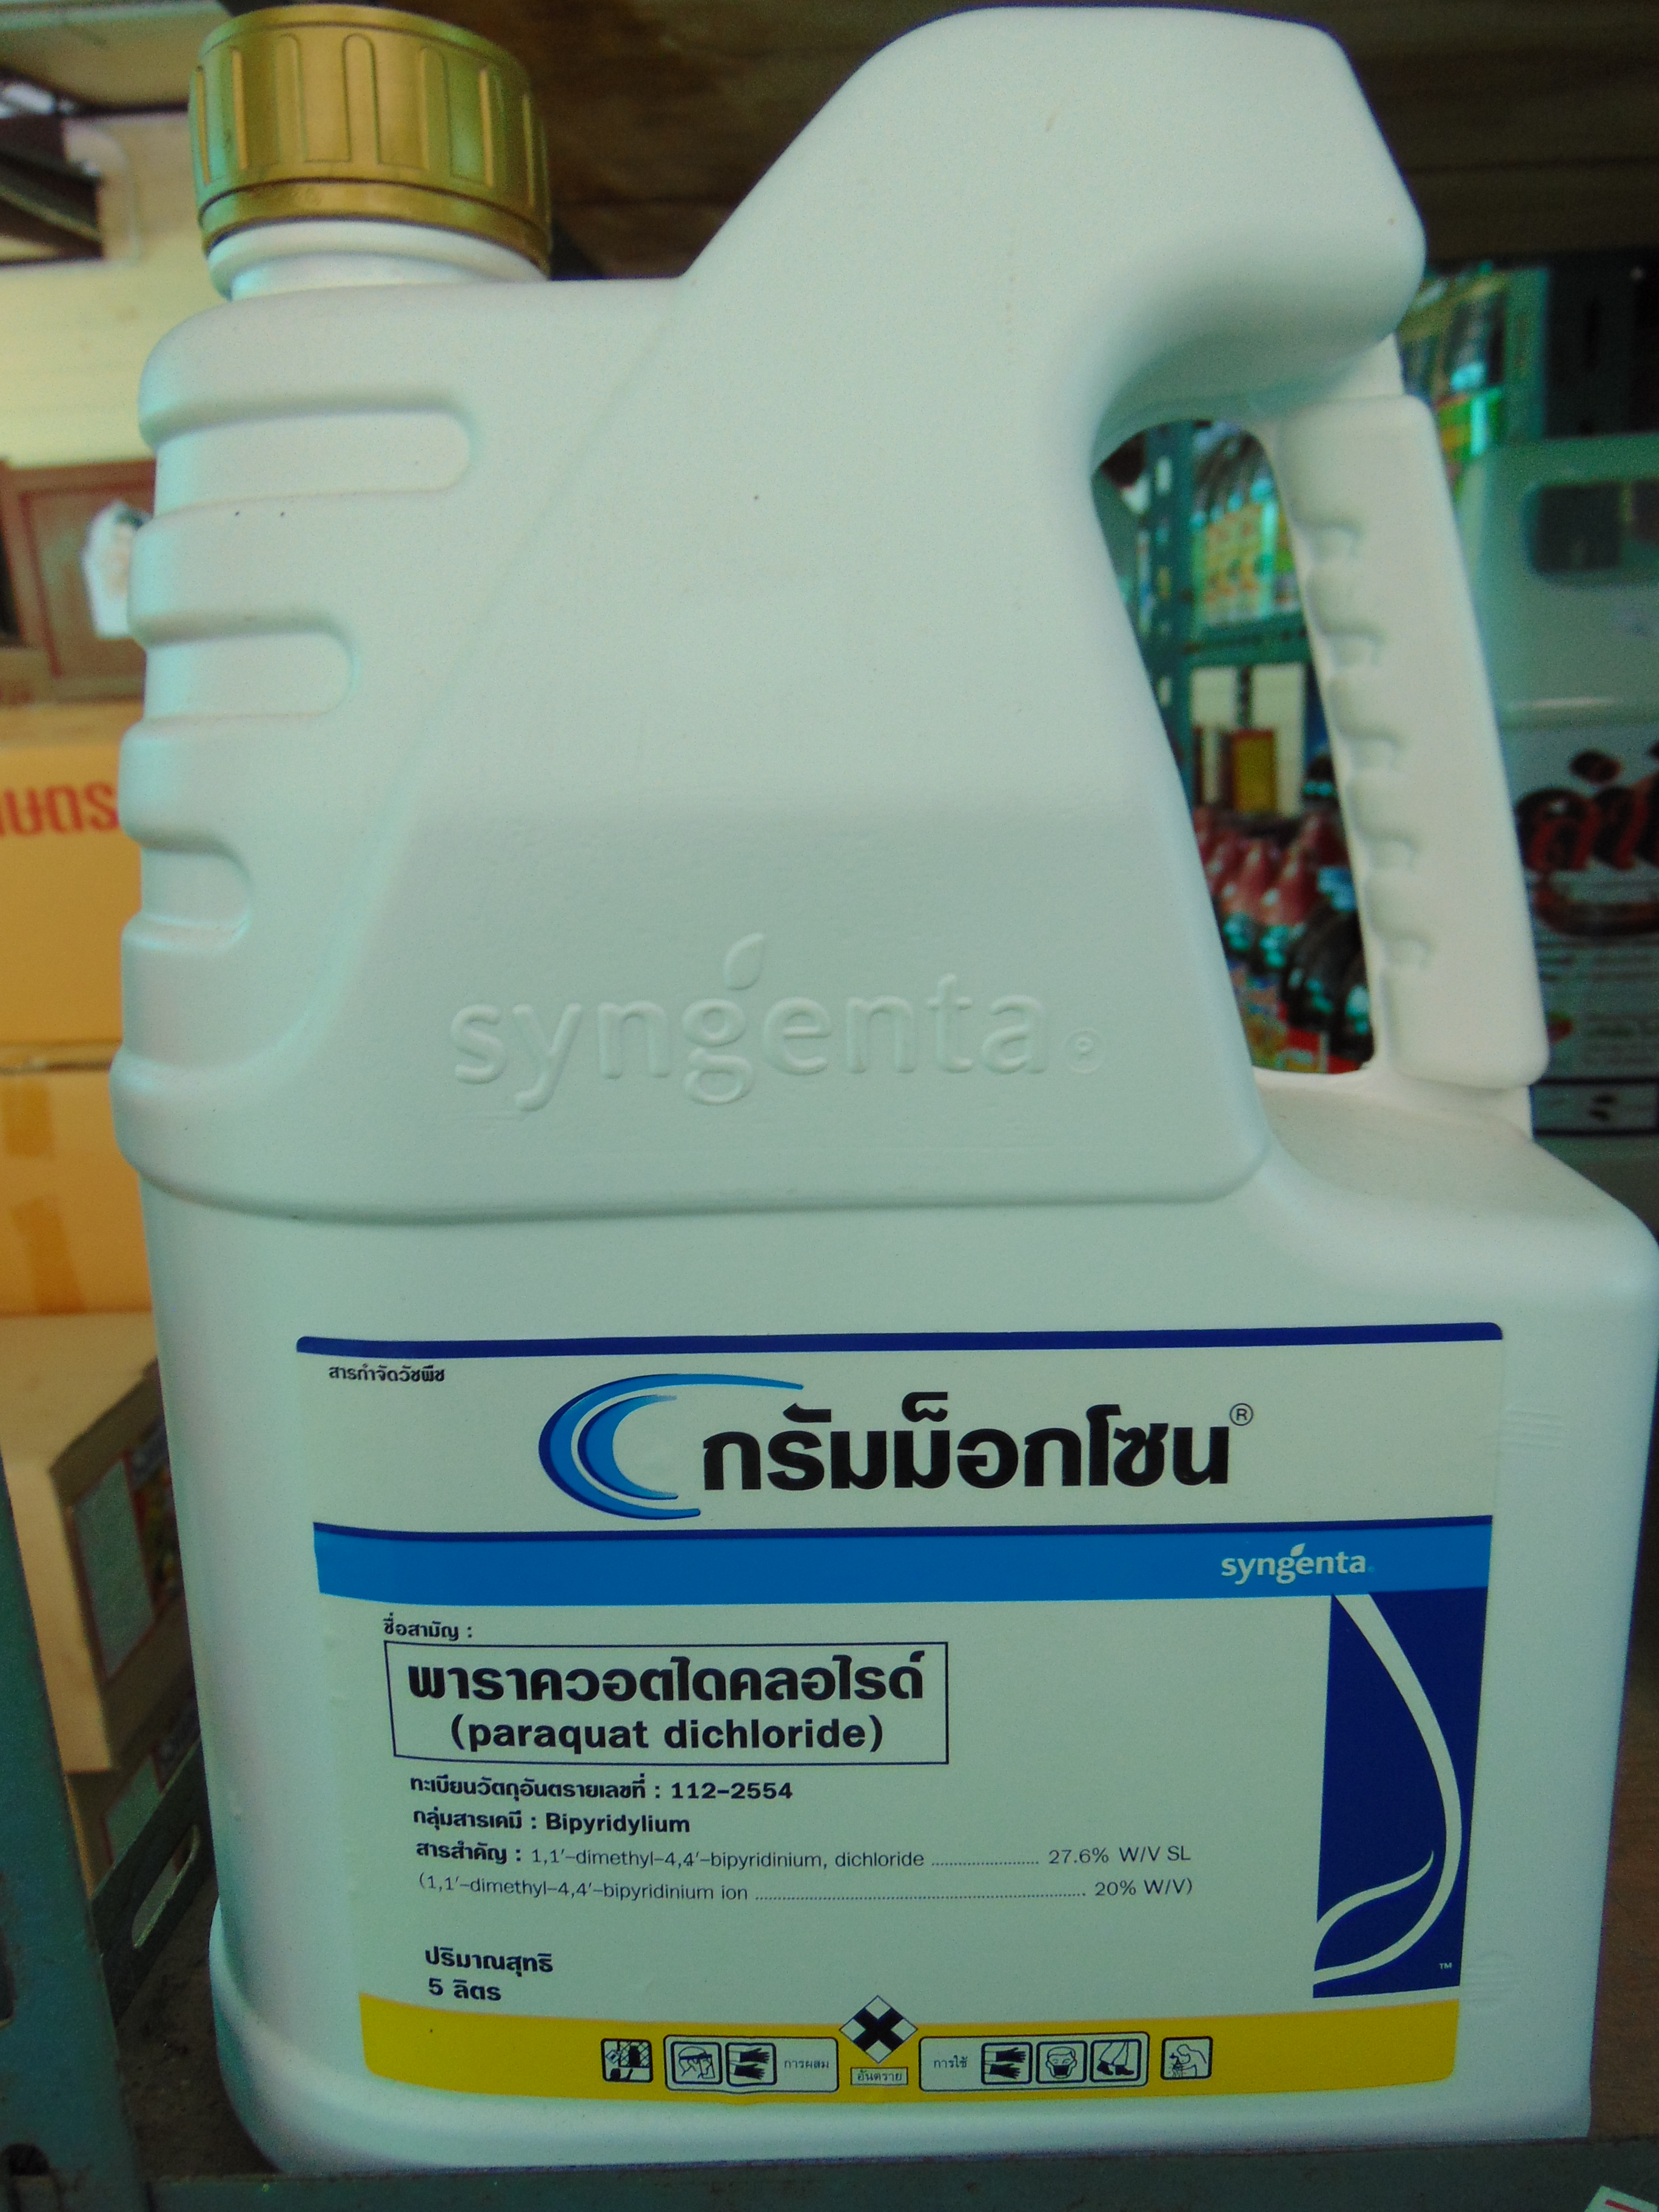 syngenta
สารกำจัดวัชพืช
กรัมม็อกโซน®
syngenta
ชื่อสามัญ :
พาราควอตไดคลอไรด์
(paraquat dichloride)
ทะเบียนวัตถุอันตรายเลขที่ : 112-2554
กลุ่มสารเคมี : Bipyridylium
สารสำคัญ : 1,1′-dimethyl-4,4′-bipyridinium, dichloride ........................ 27.6% W/V SL
(1,1′-dimethyl-4,4′-bipyridinium ion ................................................................ 20% W/V)
ปริมาณสุทธิ
5 ลิตร
TM
การผสม
อันตราย
การใช้